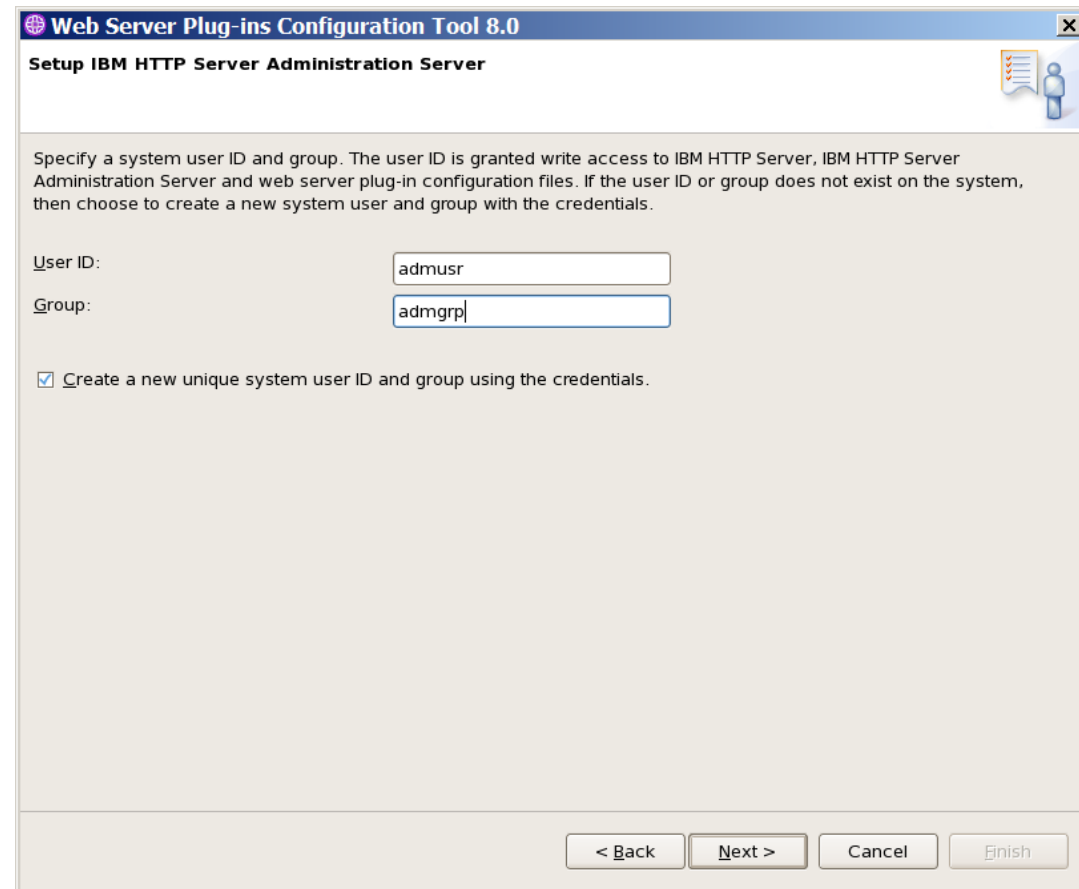 Web Server Plug-ins Configuration Tool 8.0
Setup IBM HTTP Server Administration Server
Specify a system user ID and group. The user ID is granted write access to IBM HTTP Server, IBM HTTP Server
Administration Server and web server plug-in configuration files. If the user ID or group does not exist on the system,
then choose to create a new system user and group with the credentials.
User ID:
admusr
Group:
admgrp
Create a new unique system user ID and group using the credentials.
< Back
Next >
Cancel
Finish